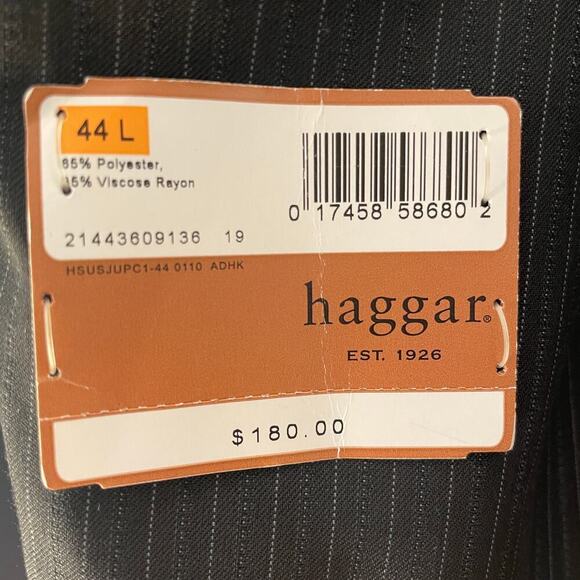 44 L
65% Polyester,
35% Viscose Rayon
0 17458 58680 2
21443609136 19
HSUSJUPC1-44 0110 ADHK
haggar®
EST. 1926
$180.00